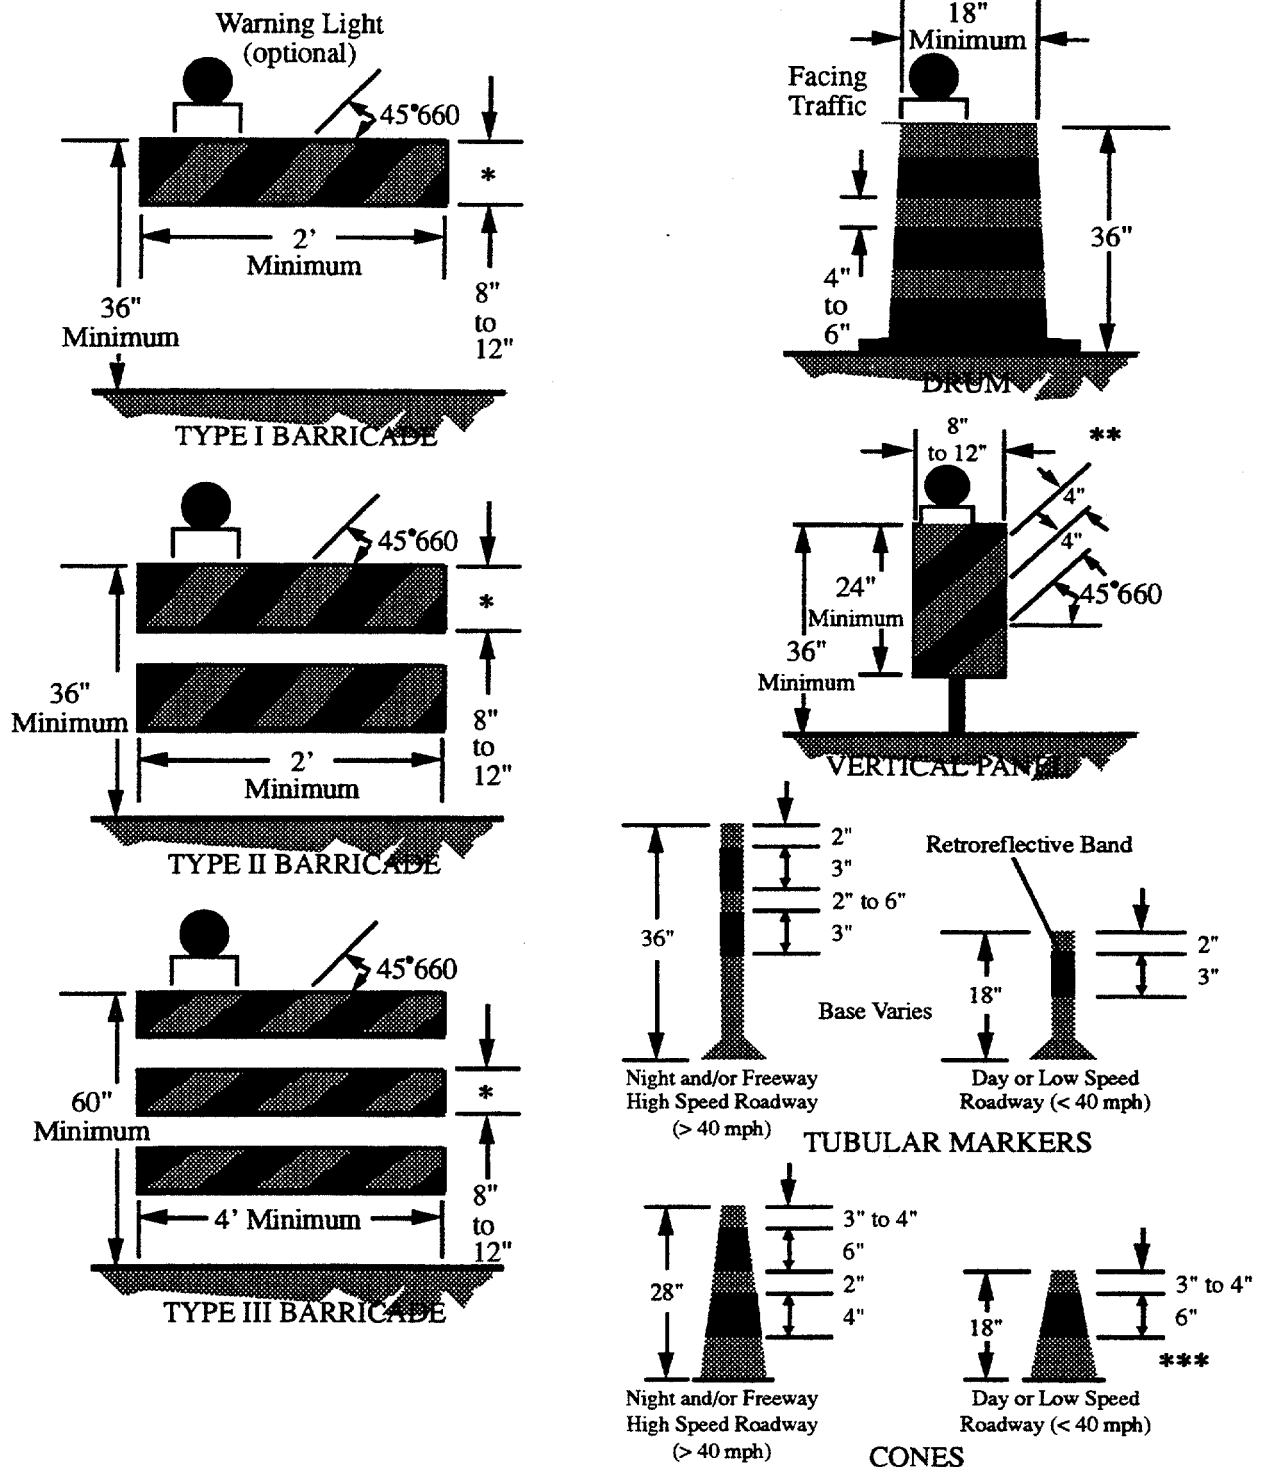 Warning Light
(optional)
45°660
*
2'
Minimum
36"
Minimum
8"
to
12"
TYPE I BARRICADE
45°660
*
36"
Minimum
2'
Minimum
8"
to
12"
TYPE II BARRICADE
45°660
*
60"
Minimum
4' Minimum
8"
to
12"
TYPE III BARRICADE
18"
Minimum
Facing
Traffic
36"
4"
to
6"
DRUM
8"
to 12"
**
4"
4"
24"
Minimum
45°660
36"
Minimum
VERTICAL PANEL
2"
3"
2" to 6"
3"
36"
Retroreflective Band
2"
3"
18"
Base Varies
Night and/or Freeway
High Speed Roadway
(> 40 mph)
Day or Low Speed
Roadway (< 40 mph)
TUBULAR MARKERS
3" to 4"
6"
2"
4"
28"
3" to 4"
6"
18"
***
Night and/or Freeway
High Speed Roadway
(> 40 mph)
Day or Low Speed
Roadway (< 40 mph)
CONES